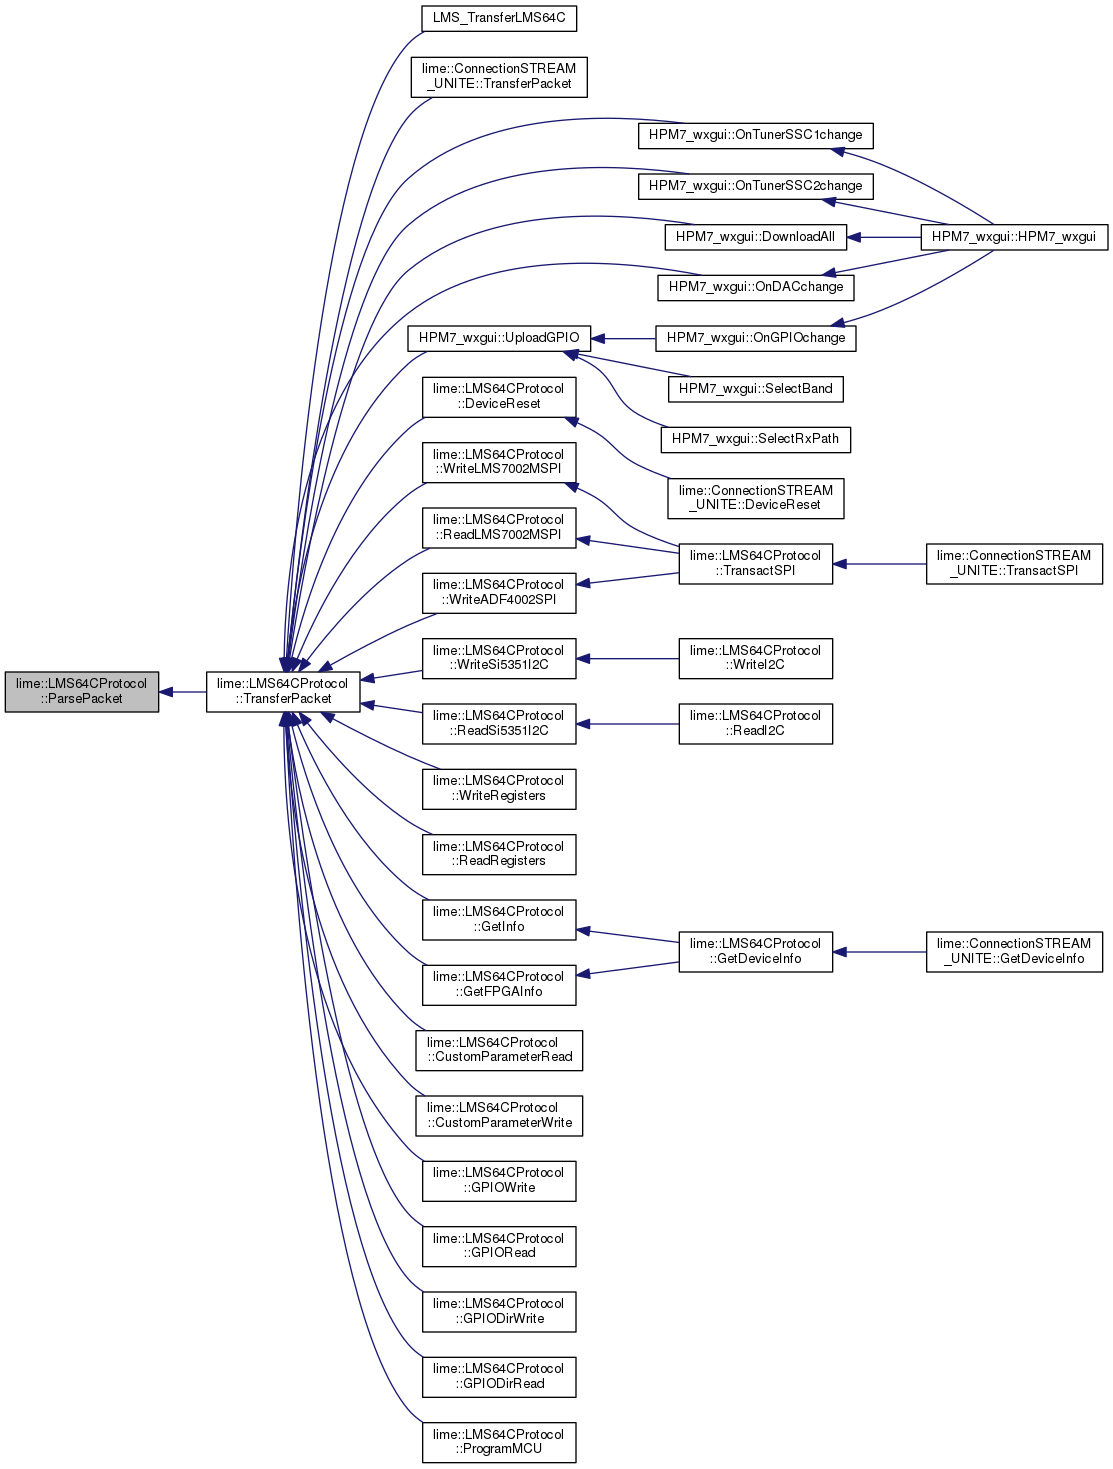 LMS_TransferLMS64C
lime::ConnectionSTREAM
_UNITE::TransferPacket
HPM7_wxgui::OnTunerSSC1change
HPM7_wxgui::OnTunerSSC2change
HPM7_wxgui::DownloadAll
HPM7_wxgui::HPM7_wxgui
HPM7_wxgui::OnDACchange
HPM7_wxgui::UploadGPIO
HPM7_wxgui::OnGPIOchange
lime::LMS64CProtocol
::DeviceReset
HPM7_wxgui::SelectBand
HPM7_wxgui::SelectRxPath
lime::LMS64CProtocol
::WriteLMS7002MSPI
lime::ConnectionSTREAM
_UNITE::DeviceReset
lime::LMS64CProtocol
::ReadLMS7002MSPI
lime::LMS64CProtocol
::TransactSPI
lime::ConnectionSTREAM
_UNITE::TransactSPI
lime::LMS64CProtocol
::WriteADF4002SPI
lime::LMS64CProtocol
::WriteSi5351I2C
lime::LMS64CProtocol
::WriteI2C
lime::LMS64CProtocol
::ParsePacket
lime::LMS64CProtocol
::TransferPacket
lime::LMS64CProtocol
::ReadSi5351I2C
lime::LMS64CProtocol
::ReadI2C
lime::LMS64CProtocol
::WriteRegisters
lime::LMS64CProtocol
::ReadRegisters
lime::LMS64CProtocol
::GetInfo
lime::LMS64CProtocol
::GetDeviceInfo
lime::ConnectionSTREAM
_UNITE::GetDeviceInfo
lime::LMS64CProtocol
::GetFPGAInfo
lime::LMS64CProtocol
::CustomParameterRead
lime::LMS64CProtocol
::CustomParameterWrite
lime::LMS64CProtocol
::GPIOWrite
lime::LMS64CProtocol
::GPIORead
lime::LMS64CProtocol
::GPIODirWrite
lime::LMS64CProtocol
::GPIODirRead
lime::LMS64CProtocol
::ProgramMCU